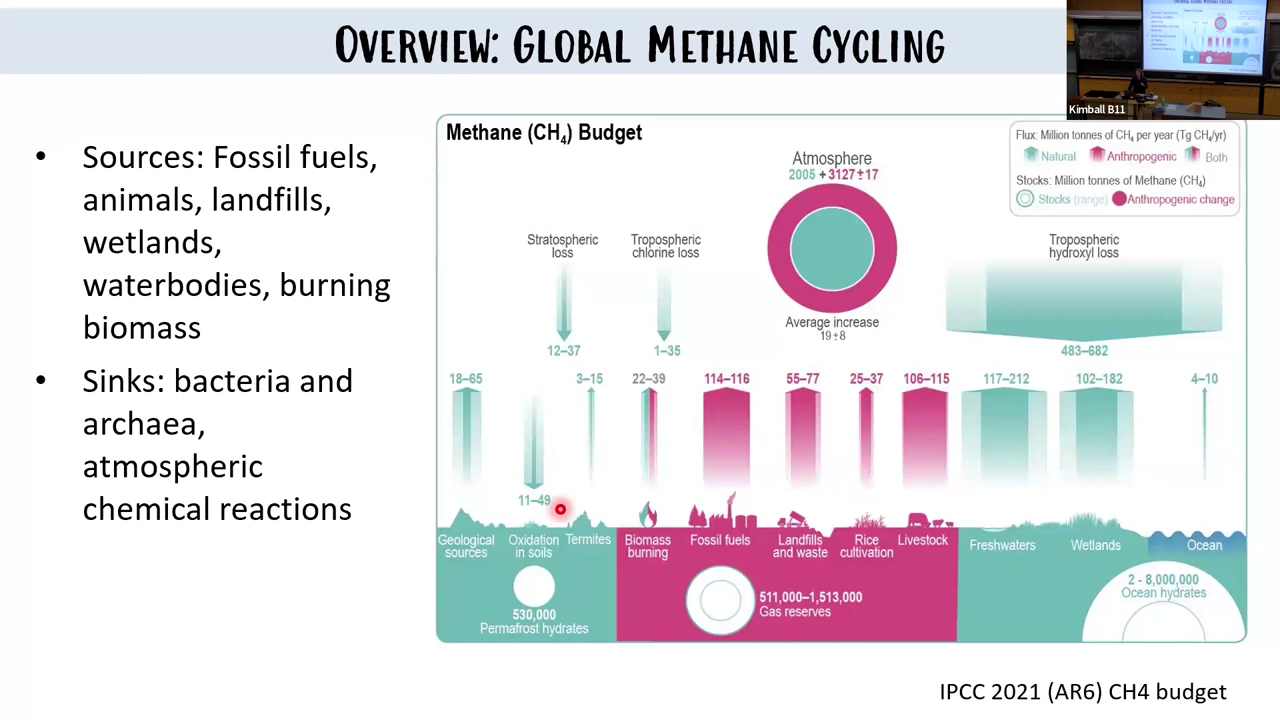 OVERVIEW: GLOBAL METHANE CYCLING
Kimball B11
• Sources: Fossil fuels,
animals, landfills,
wetlands,
waterbodies, burning
biomass
• Sinks: bacteria and
archaea,
atmospheric
chemical reactions
Methane (CH₄) Budget
Flux: Million tonnes of CH₄ per year (Tg CH₄/yr)
Natural Anthropogenic Both
Stocks: Million tonnes of Methane (CH₄)
Stocks (range) Anthropogenic change
Atmosphere
2005 + 3127±17
Average increase
19±8
Stratospheric
loss
12–37
Tropospheric
chlorine loss
1–35
Tropospheric
hydroxyl loss
483–682
18–65
3–15
22–39
114–116
55–77
25–37
106–115
117–212
102–182
4–10
11–49
Geological
sources
Oxidation
in soils
Termites
Biomass
burning
Fossil fuels
Landfills
and waste
Rice
cultivation
Livestock
Freshwaters
Wetlands
Ocean
530,000
Permafrost hydrates
511,000–1,513,000
Gas reserves
2 - 8,000,000
Ocean hydrates
IPCC 2021 (AR6) CH4 budget